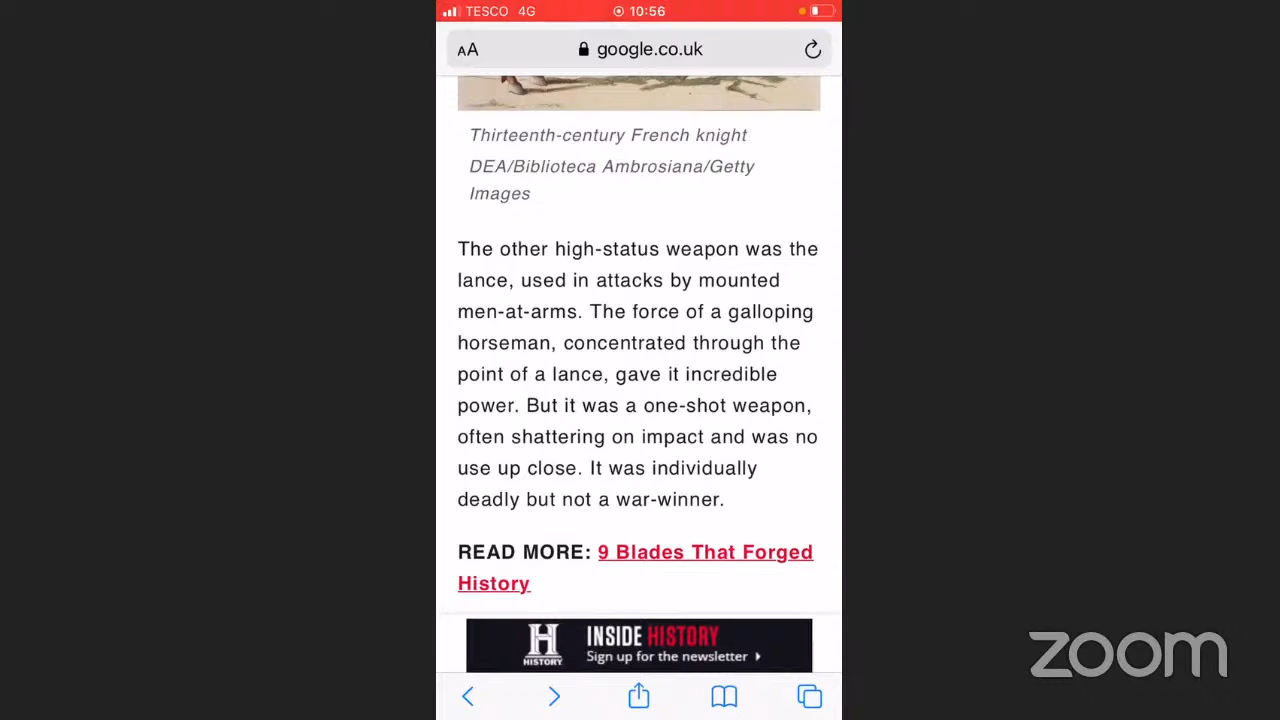 TESCO 4G 10:56
AA google.co.uk
Thirteenth-century French knight
DEA/Biblioteca Ambrosiana/Getty
Images
The other high-status weapon was the
lance, used in attacks by mounted
men-at-arms. The force of a galloping
horseman, concentrated through the
point of a lance, gave it incredible
power. But it was a one-shot weapon,
often shattering on impact and was no
use up close. It was individually
deadly but not a war-winner.
READ MORE: 9 Blades That Forged
History
H
HISTORY
INSIDE HISTORY
Sign up for the newsletter
zoom